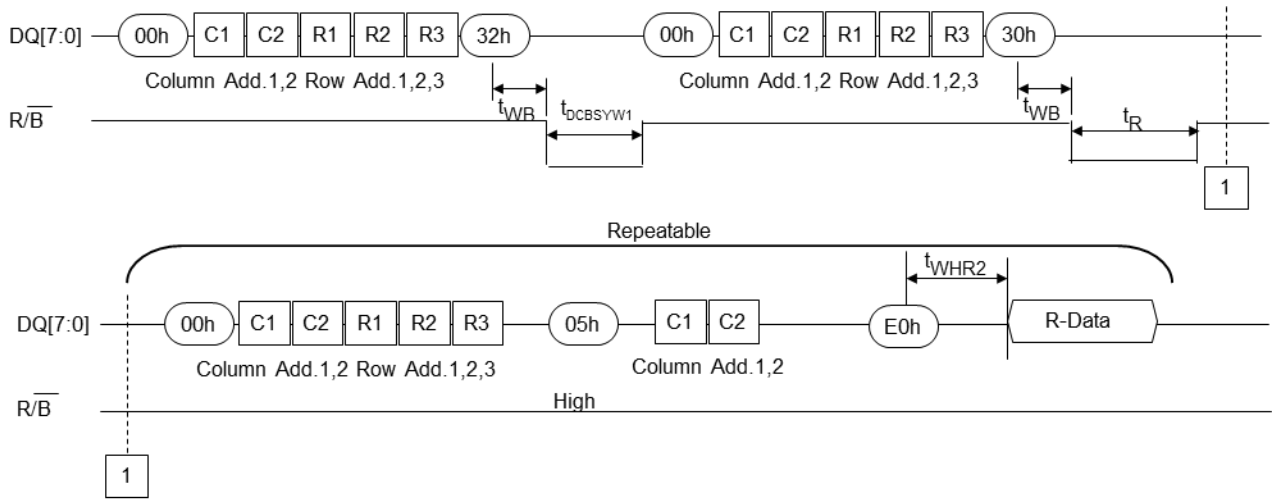 DQ[7:0] 00h C1 C2 R1 R2 R3 32h 00h C1 C2 R1 R2 R3 30h
Column Add.1,2 Row Add.1,2,3 Column Add.1,2 Row Add.1,2,3
tWB tDCBSYW1 tWB tR
R/B̅
1
Repeatable
tWHR2
DQ[7:0] 00h C1 C2 R1 R2 R3 05h C1 C2 E0h R-Data
Column Add.1,2 Row Add.1,2,3 Column Add.1,2
R/B̅ High
1